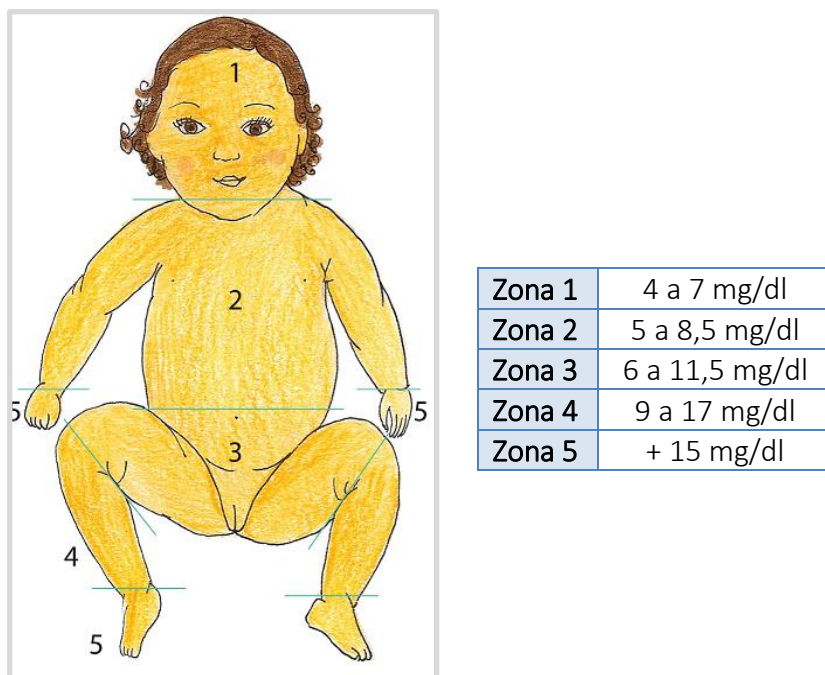 1
2
5
5
3
4
5
Zona 1 4 a 7 mg/dl
Zona 2 5 a 8,5 mg/dl
Zona 3 6 a 11,5 mg/dl
Zona 4 9 a 17 mg/dl
Zona 5 + 15 mg/dl